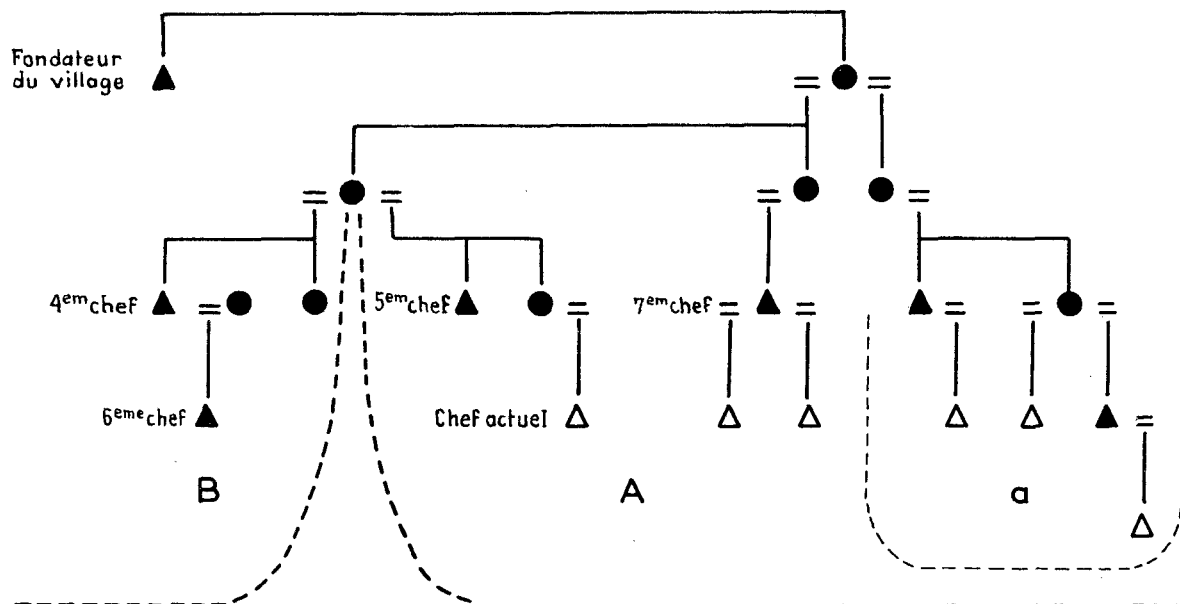 Fondateur
du village
4emchef
5emchef
7emchef
6emechef
Chef actuel
B
A
a